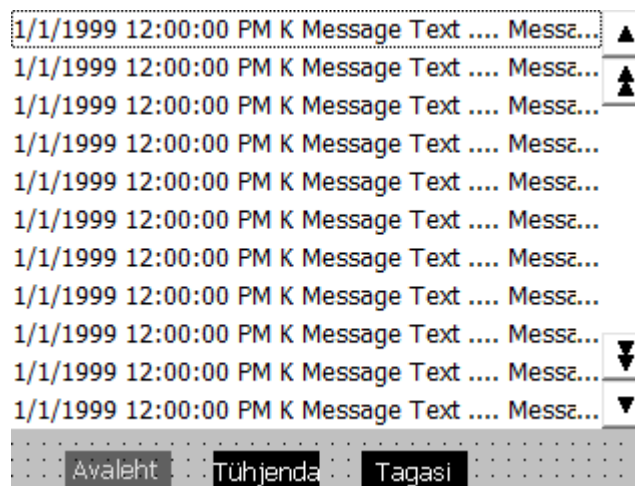 1/1/1999 12:00:00 PM K Message Text .... Messa...
1/1/1999 12:00:00 PM K Message Text .... Messa...
1/1/1999 12:00:00 PM K Message Text .... Messa...
1/1/1999 12:00:00 PM K Message Text .... Messa...
1/1/1999 12:00:00 PM K Message Text .... Messa...
1/1/1999 12:00:00 PM K Message Text .... Messa...
1/1/1999 12:00:00 PM K Message Text .... Messa...
1/1/1999 12:00:00 PM K Message Text .... Messa...
1/1/1999 12:00:00 PM K Message Text .... Messa...
1/1/1999 12:00:00 PM K Message Text .... Messa...
1/1/1999 12:00:00 PM K Message Text .... Messa...
Avaleht Tühjenda Tagasi